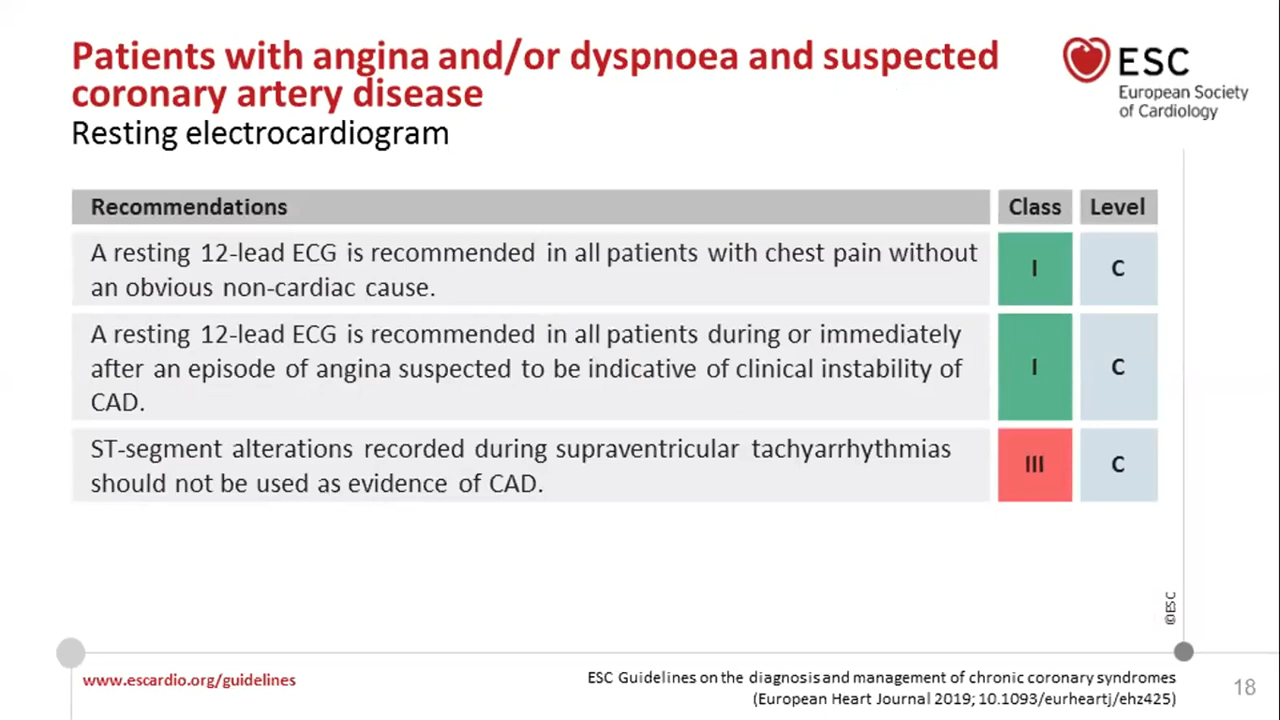 Patients with angina and/or dyspnoea and suspected
coronary artery disease
Resting electrocardiogram
ESC
European Society
of Cardiology
Recommendations Class Level
A resting 12-lead ECG is recommended in all patients with chest pain without
an obvious non-cardiac cause.
I C
A resting 12-lead ECG is recommended in all patients during or immediately
after an episode of angina suspected to be indicative of clinical instability of
CAD.
I C
ST-segment alterations recorded during supraventricular tachyarrhythmias
should not be used as evidence of CAD.
III C
©ESC
www.escardio.org/guidelines
ESC Guidelines on the diagnosis and management of chronic coronary syndromes
(European Heart Journal 2019; 10.1093/eurheartj/ehz425)
18